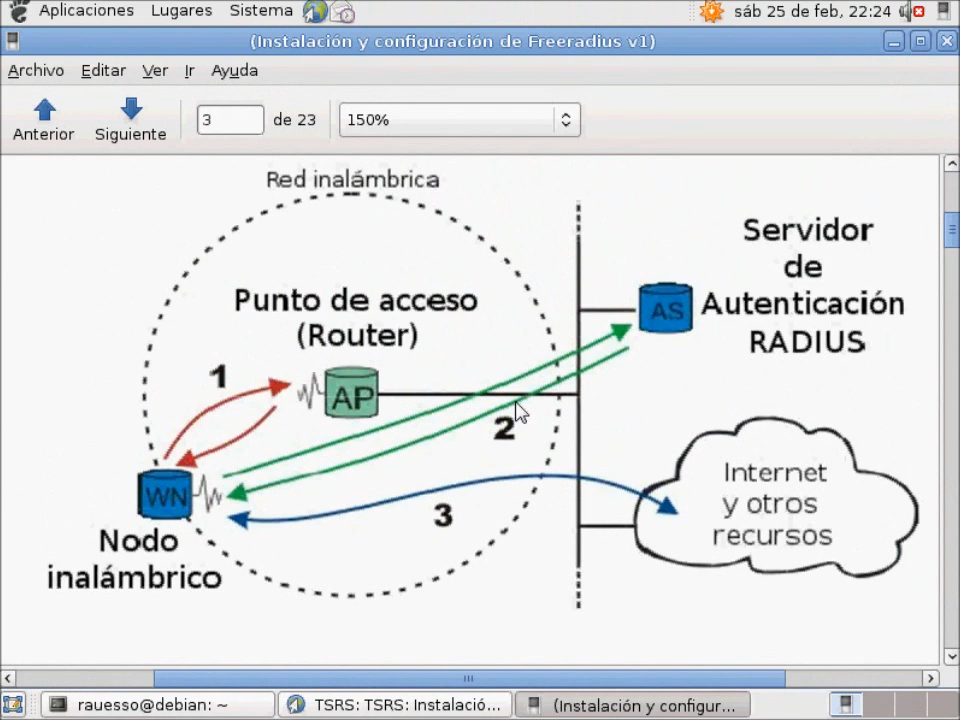 Aplicaciones Lugares Sistema sáb 25 de feb, 22:24
(Instalación y configuración de Freeradius v1)
Archivo Editar Ver Ir Ayuda
Anterior Siguiente 3 de 23 150%
Red inalámbrica
Servidor
de
Autenticación
RADIUS
Punto de acceso
(Router)
AS
1
AP
2
WN
3
Internet
y otros
recursos
Nodo
inalámbrico
rauesso@debian: ~ TSRS: TSRS: Instalació... (Instalación y configur...